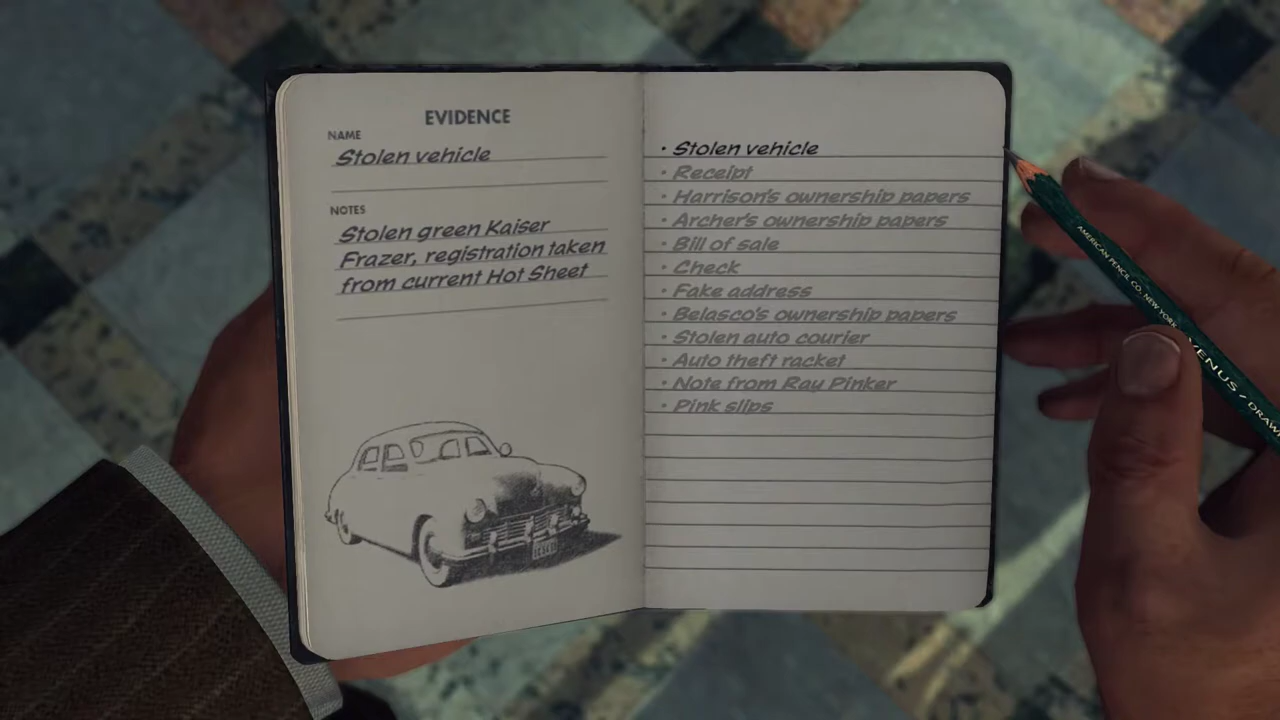 EVIDENCE
NAME
Stolen vehicle
NOTES
Stolen green Kaiser
Frazer, registration taken
from current Hot Sheet
• Stolen vehicle
• Receipt
• Harrison's ownership papers
• Archer's ownership papers
• Bill of sale
• Check
• Fake address
• Belasco's ownership papers
• Stolen auto courier
• Auto theft racket
• Note from Ray Pinker
• Pink slips
AMERICAN PENCIL CO. NEW YORK
VENUS / DRAW